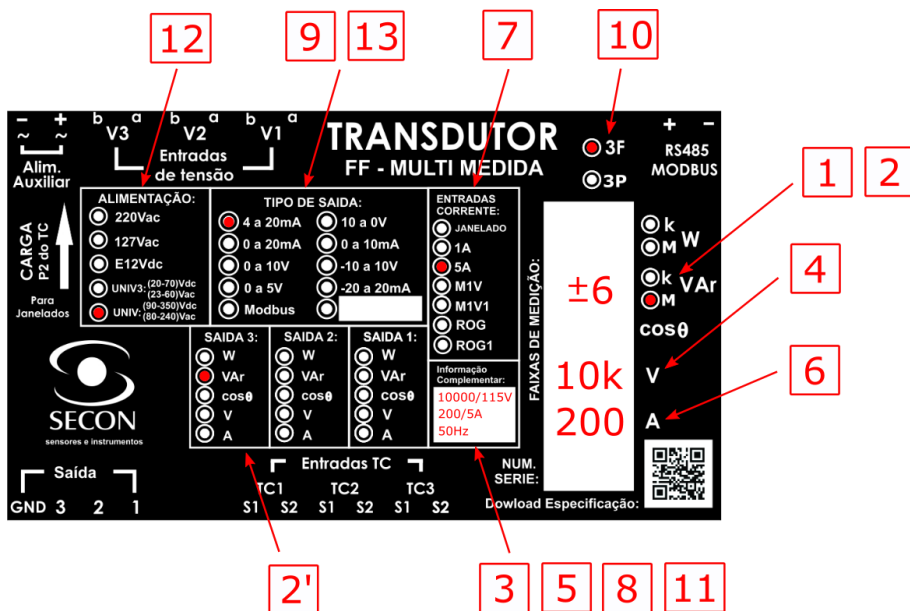 12
9
13
7
10
- +
~ ~
Alim.
Auxiliar
b a b a b a
V3 V2 V1
Entradas
de tensão
TRANSDUTOR
FF - MULTI MEDIDA
3F
3P
+ -
RS485
MODBUS
CARGA
P2 do TC
Para
Janelados
ALIMENTAÇÃO:
220Vac
127Vac
E12Vdc
UNIV3: (20-70)Vdc
(23-60)Vac
UNIV: (90-350)Vdc
(80-240)Vac
TIPO DE SAIDA:
4 a 20mA
0 a 20mA
0 a 10V
0 a 5V
Modbus
10 a 0V
0 a 10mA
-10 a 10V
-20 a 20mA
ENTRADAS
CORRENTE:
JANELADO
1A
5A
M1V
M1V1
ROG
ROG1
FAIXAS DE MEDIÇÃO:
±6
10k
200
k
M
W
k
M
VAr
cosθ
V
A
1
2
4
6
SECON
sensores e instrumentos
SAIDA 3:
W
VAr
cosθ
V
A
SAIDA 2:
W
VAr
cosθ
V
A
SAIDA 1:
W
VAr
cosθ
V
A
Informação
Complementar:
10000/115V
200/5A
50Hz
NUM.
SERIE:
Dowload Especificação:
Saída
GND 3 2 1
Entradas TC
TC1 TC2 TC3
S1 S2 S1 S2 S1 S2
2'
3
5
8
11